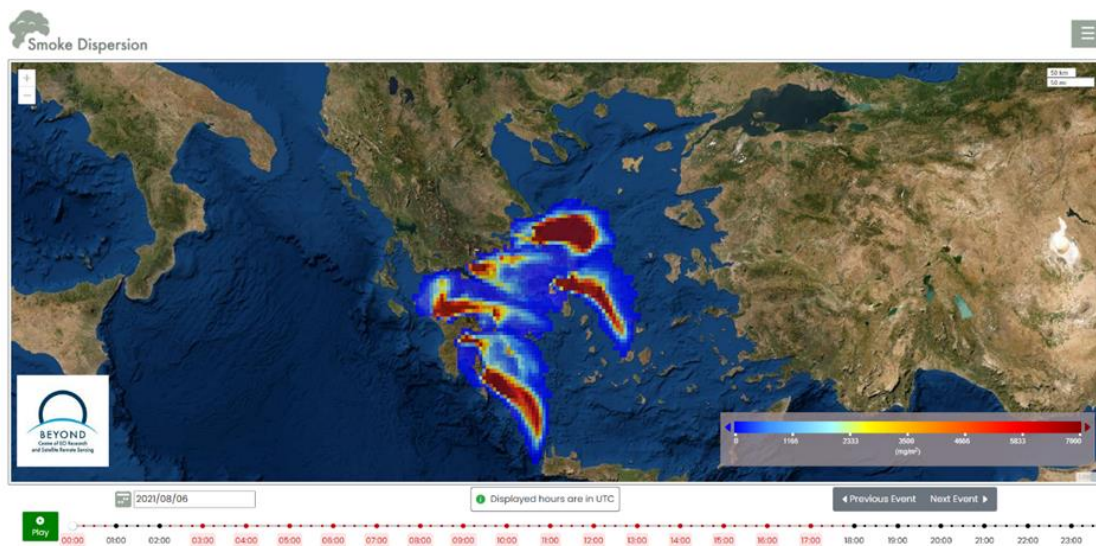 Smoke Dispersion
+
−
50 km
50 mi
BEYOND
Centre of EO Research
and Satellite Remote Sensing
0 1166 2333 3500 4666 5833 7000
(mg/m²)
2021/08/06
Displayed hours are in UTC
Previous Event Next Event
Play
00:00 01:00 02:00 03:00 04:00 05:00 06:00 07:00 08:00 09:00 10:00 11:00 12:00 13:00 14:00 15:00 16:00 17:00 18:00 19:00 20:00 21:00 22:00 23:00